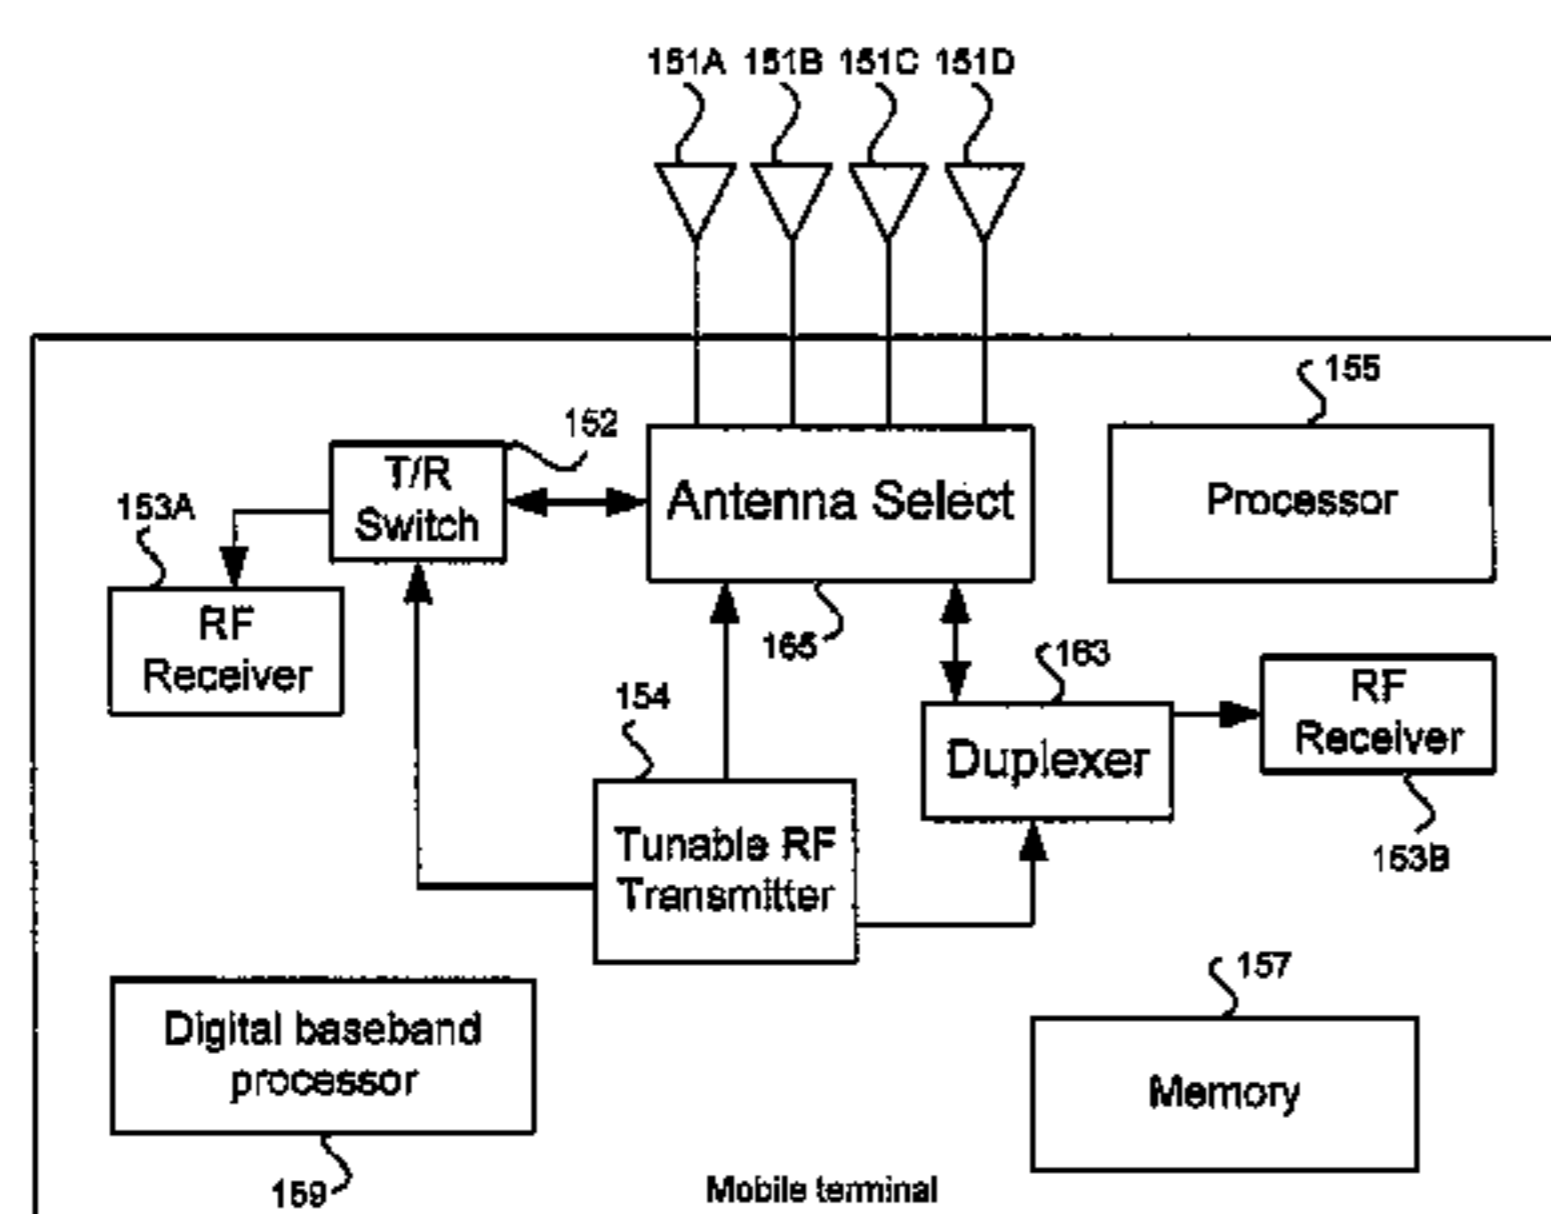 151A 151B 151C 151D
155
152
T/R
Switch
Antenna Select
Processor
153A
RF
Receiver
165
163
154
RF
Receiver
Duplexer
Tunable RF
Transmitter
153B
157
Digital baseband
processor
Memory
159
Mobile terminal